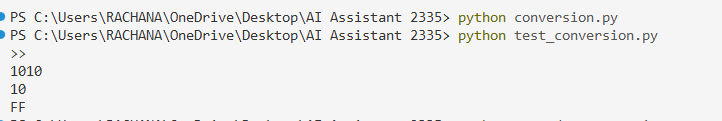 PS C:\Users\RACHANA\OneDrive\Desktop\AI Assistant 2335> python conversion.py
PS C:\Users\RACHANA\OneDrive\Desktop\AI Assistant 2335> python test_conversion.py
>>
1010
10
FF